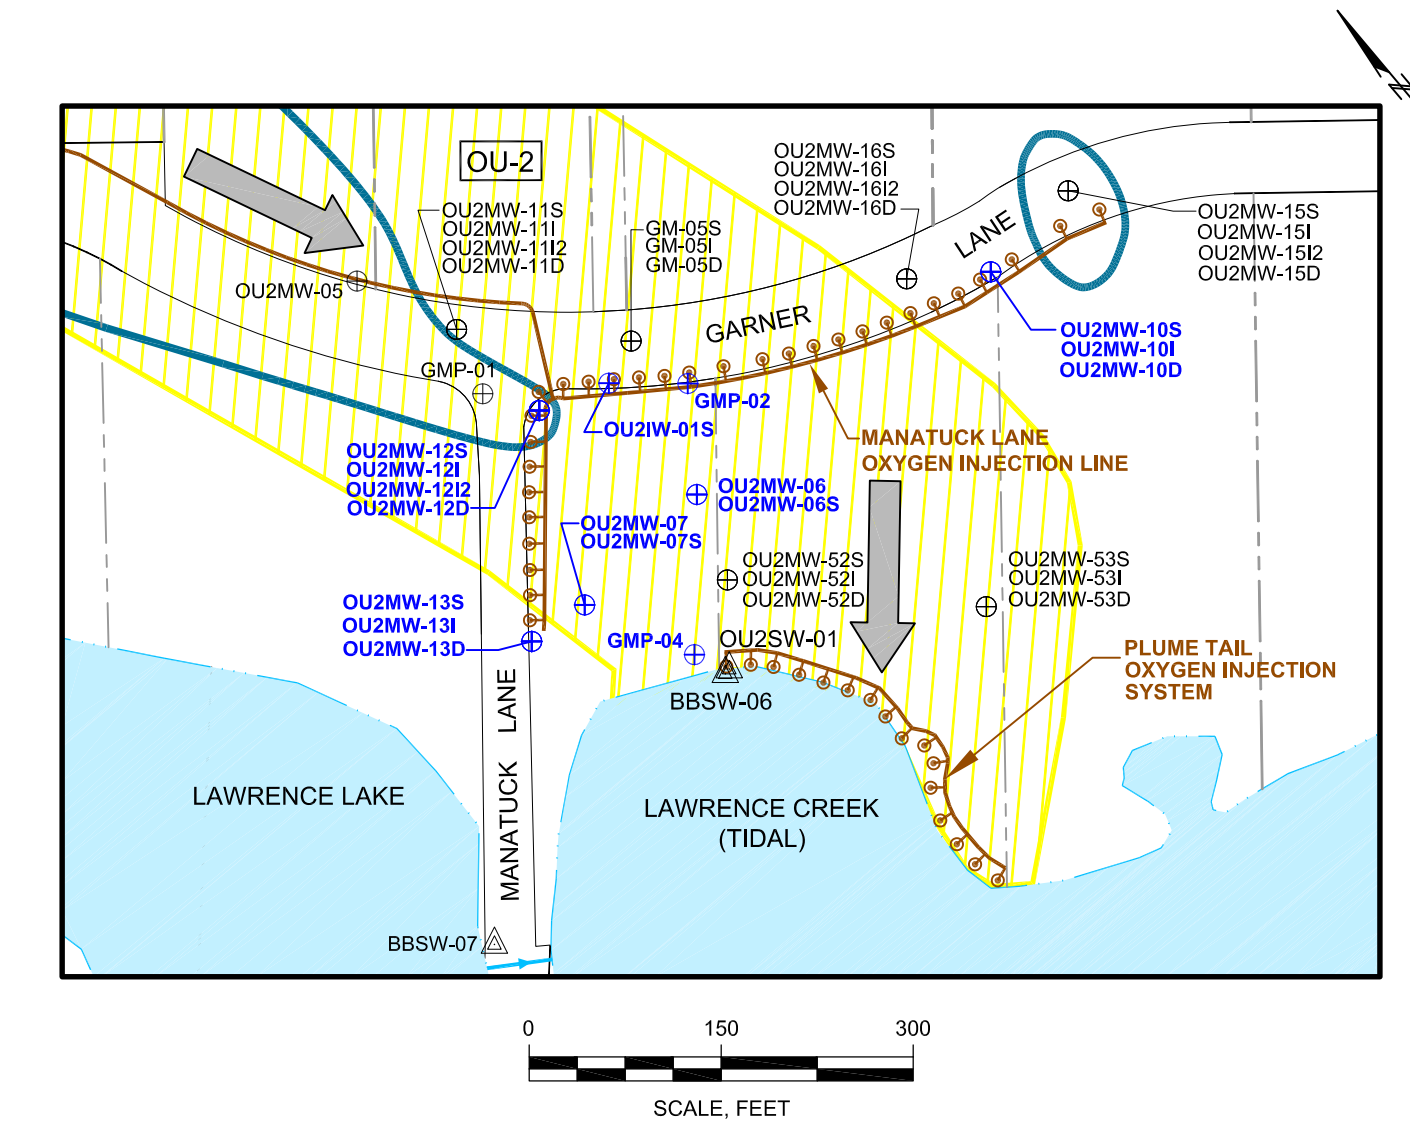 N
OU-2
OU2MW-11S
OU2MW-11I
OU2MW-11I2
OU2MW-11D
GM-05S
GM-05I
GM-05D
OU2MW-16S
OU2MW-16I
OU2MW-16I2
OU2MW-16D
OU2MW-15S
OU2MW-15I
OU2MW-15I2
OU2MW-15D
OU2MW-05
GARNER LANE
OU2MW-10S
OU2MW-10I
OU2MW-10D
GMP-01
GMP-02
OU2IW-01S
MANATUCK LANE
OXYGEN INJECTION LINE
OU2MW-12S
OU2MW-12I
OU2MW-12I2
OU2MW-12D
OU2MW-06
OU2MW-06S
OU2MW-07
OU2MW-07S
OU2MW-52S
OU2MW-52I
OU2MW-52D
OU2MW-53S
OU2MW-53I
OU2MW-53D
OU2MW-13S
OU2MW-13I
OU2MW-13D
GMP-04
OU2SW-01
BBSW-06
PLUME TAIL
OXYGEN INJECTION
SYSTEM
MANATUCK LANE
LAWRENCE LAKE
LAWRENCE CREEK
(TIDAL)
BBSW-07
0 150 300
SCALE, FEET